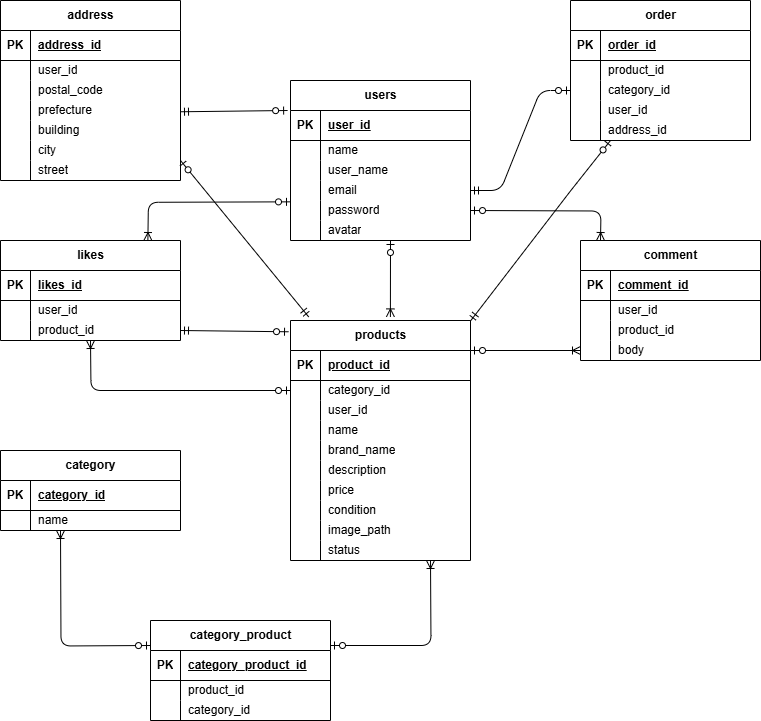 address
PK address_id
user_id
postal_code
prefecture
building
city
street
order
PK order_id
product_id
category_id
user_id
address_id
users
PK user_id
name
user_name
email
password
avatar
likes
PK likes_id
user_id
product_id
comment
PK comment_id
user_id
product_id
body
products
PK product_id
category_id
user_id
name
brand_name
description
price
condition
image_path
status
category
PK category_id
name
category_product
PK category_product_id
product_id
category_id